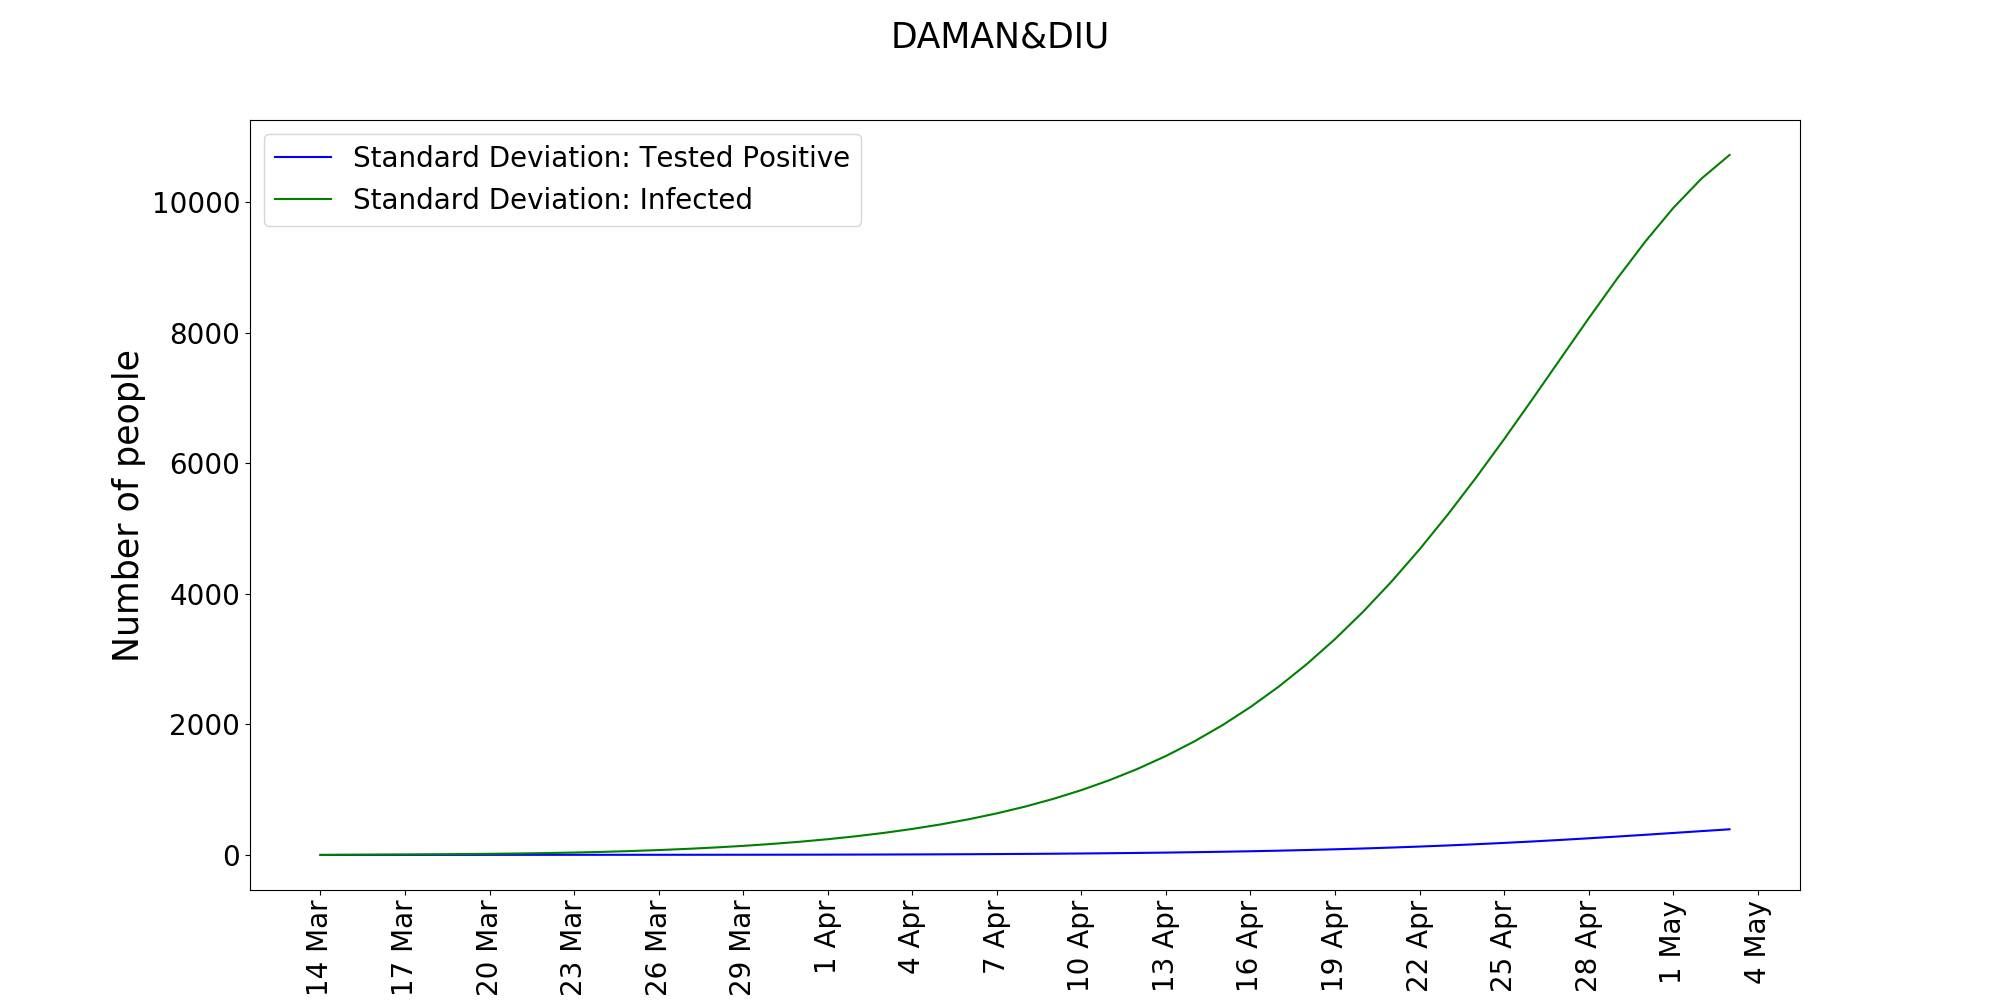 DAMAN&DIU
Standard Deviation: Tested Positive
Standard Deviation: Infected
Number of people
10000
8000
6000
4000
2000
0
14 Mar
17 Mar
20 Mar
23 Mar
26 Mar
29 Mar
1 Apr
4 Apr
7 Apr
10 Apr
13 Apr
16 Apr
19 Apr
22 Apr
25 Apr
28 Apr
1 May
4 May